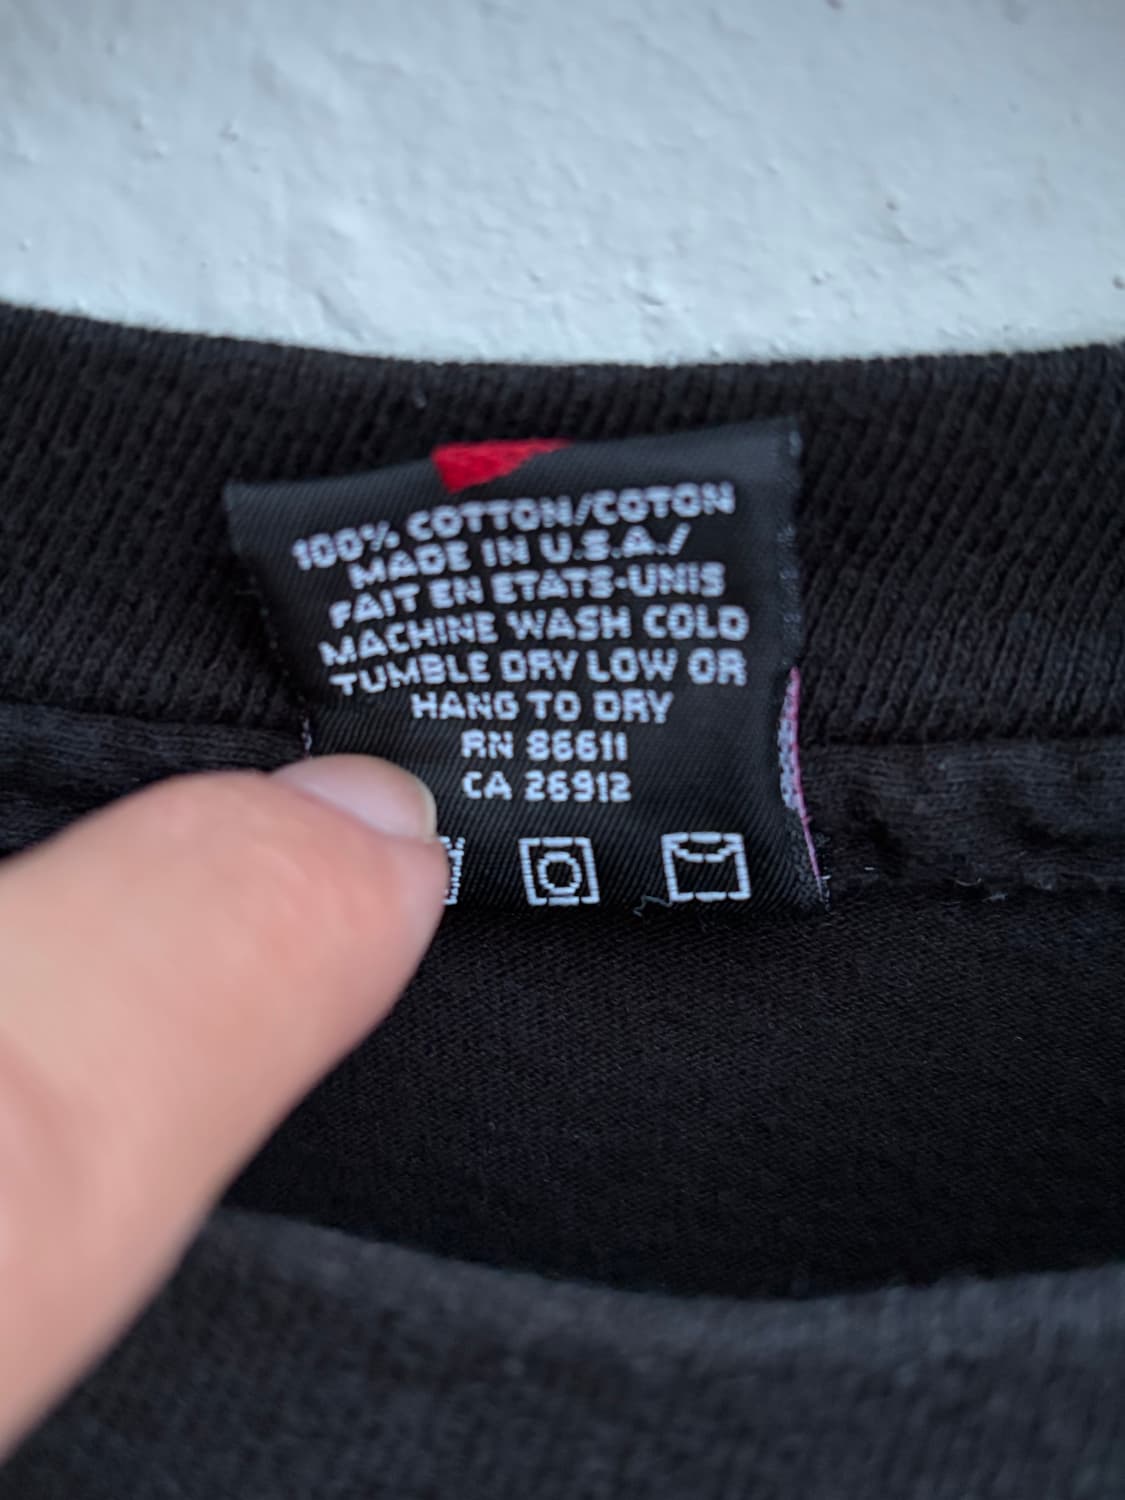 100% COTTON/COTON
MADE IN U.S.A./
FAIT EN ETATS-UNIS
MACHINE WASH COLD
TUMBLE DRY LOW OR
HANG TO DRY
RN 86611
CA 26912